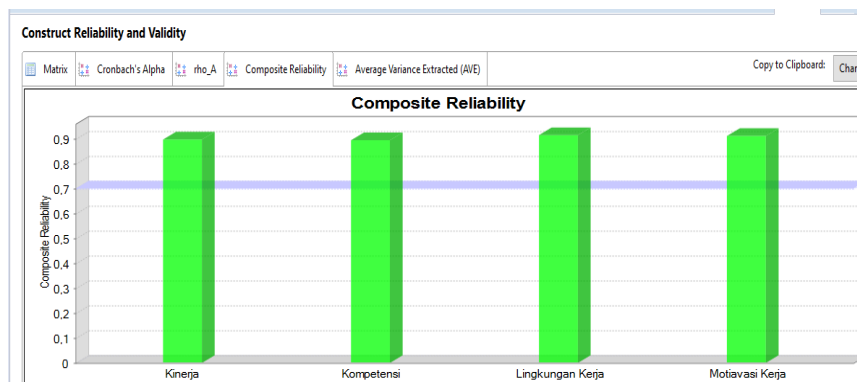 Construct Reliability and Validity
Matrix Cronbach's Alpha rho_A Composite Reliability Average Variance Extracted (AVE) Copy to Clipboard: Char
Composite Reliability
Composite Reliability
0,9
0,8
0,7
0,6
0,5
0,4
0,3
0,2
0,1
0
Kinerja Kompetensi Lingkungan Kerja Motiavasi Kerja